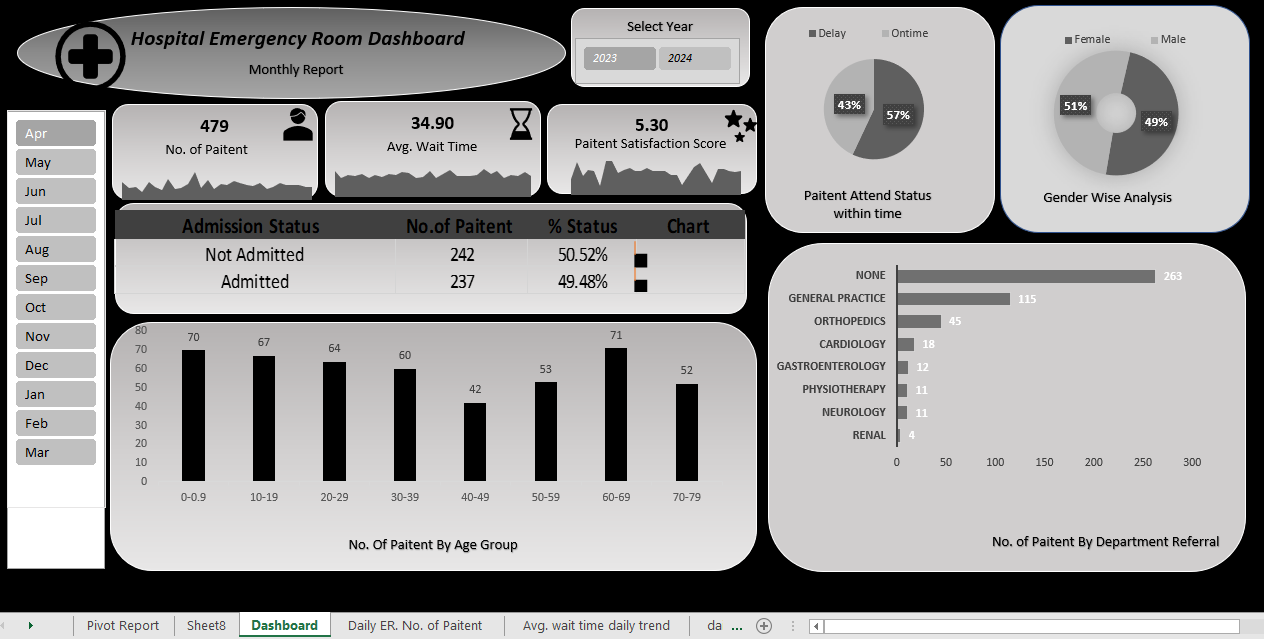 Hospital Emergency Room Dashboard
Monthly Report
Select Year
2023 2024
Apr
May
Jun
Jul
Aug
Sep
Oct
Nov
Dec
Jan
Feb
Mar
479
No. of Paitent
34.90
Avg. Wait Time
5.30
Paitent Satisfaction Score
Delay Ontime
43%
57%
Paitent Attend Status
within time
Female Male
51%
49%
Gender Wise Analysis
Admission Status No.of Paitent % Status Chart
Not Admitted 242 50.52%
Admitted 237 49.48%
80
70
60
50
40
30
20
10
0
70 67 64 60 42 53 71 52
0-0.9 10-19 20-29 30-39 40-49 50-59 60-69 70-79
No. Of Paitent By Age Group
NONE 263
GENERAL PRACTICE 115
ORTHOPEDICS 45
CARDIOLOGY 18
GASTROENTEROLOGY 12
PHYSIOTHERAPY 11
NEUROLOGY 11
RENAL 4
0 50 100 150 200 250 300
No. of Paitent By Department Referral
Pivot Report Sheet8 Dashboard Daily ER. No. of Paitent Avg. wait time daily trend da ...